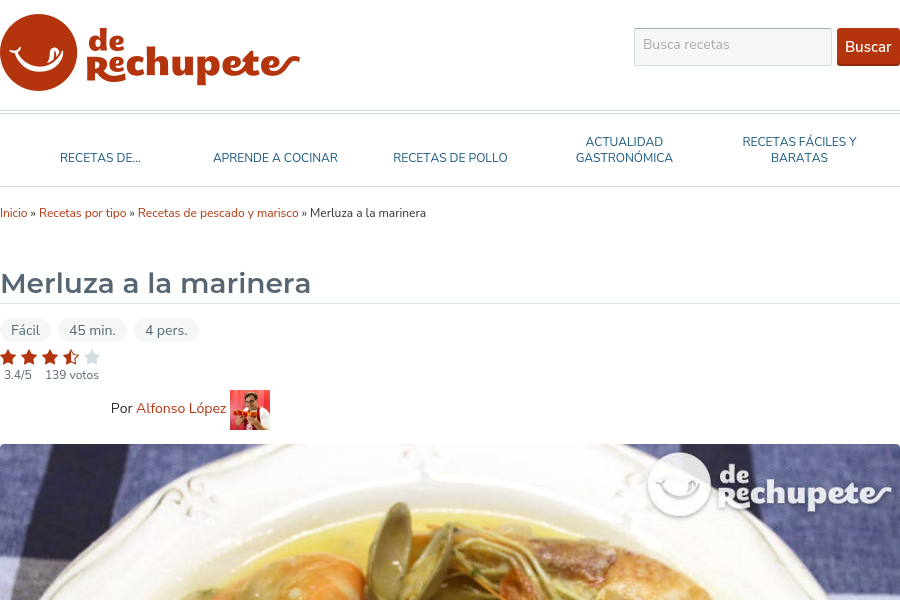 de
Rechupete
Busca recetas
Buscar
RECETAS DE...
APRENDE A COCINAR
RECETAS DE POLLO
ACTUALIDAD
GASTRONÓMICA
RECETAS FÁCILES Y
BARATAS
Inicio » Recetas por tipo » Recetas de pescado y marisco » Merluza a la marinera
Merluza a la marinera
Fácil
45 min.
4 pers.
3.4/5 139 votos
Por Alfonso López
de
Rechupete